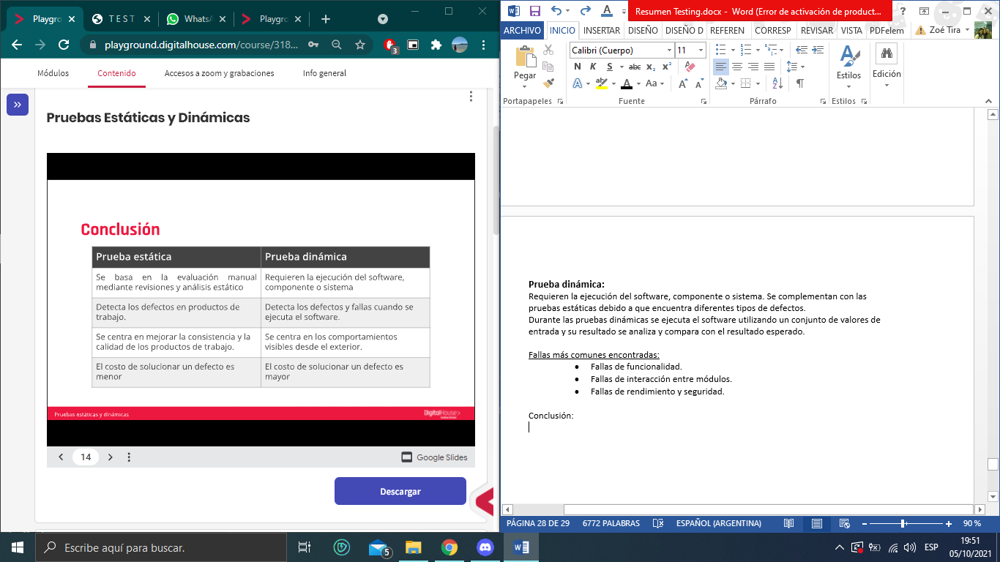 Playgro
T E S T
WhatsA
Playgro
playground.digitalhouse.com/course/318...
3
Módulos
Contenido
Accesos a zoom y grabaciones
Info general
Pruebas Estáticas y Dinámicas
Conclusión
Prueba estática
Prueba dinámica
Se basa en la evaluación manual
mediante revisiones y análisis estático
Requieren la ejecución del software,
componente o sistema
Detecta los defectos en productos de
trabajo.
Detecta los defectos y fallas cuando se
ejecuta el software.
Se centra en mejorar la consistencia y la
calidad de los productos de trabajo.
Se centra en los comportamientos
visibles desde el exterior.
El costo de solucionar un defecto es
menor
El costo de solucionar un defecto es
mayor
Pruebas estáticas y dinámicas
DigitalHouse>
14
Google Slides
Descargar
Resumen Testing.docx - Word (Error de activación de product...
ARCHIVO INICIO INSERTAR DISEÑO DISEÑO D REFEREN CORRESP REVISAR VISTA PDFelem Zoé Tira
Calibri (Cuerpo) 11
Pegar
N K S abc x₂ x²
A aby A Aa A A
Estilos
Edición
Portapapeles Fuente Párrafo Estilos
Prueba dinámica:
Requieren la ejecución del software, componente o sistema. Se complementan con las
pruebas estáticas debido a que encuentra diferentes tipos de defectos.
Durante las pruebas dinámicas se ejecuta el software utilizando un conjunto de valores de
entrada y su resultado se analiza y compara con el resultado esperado.
Fallas más comunes encontradas:
• Fallas de funcionalidad.
• Fallas de interacción entre módulos.
• Fallas de rendimiento y seguridad.
Conclusión:
PÁGINA 28 DE 29 6772 PALABRAS ESPAÑOL (ARGENTINA) 90 %
Escribe aquí para buscar.
5
ESP
19:51
05/10/2021